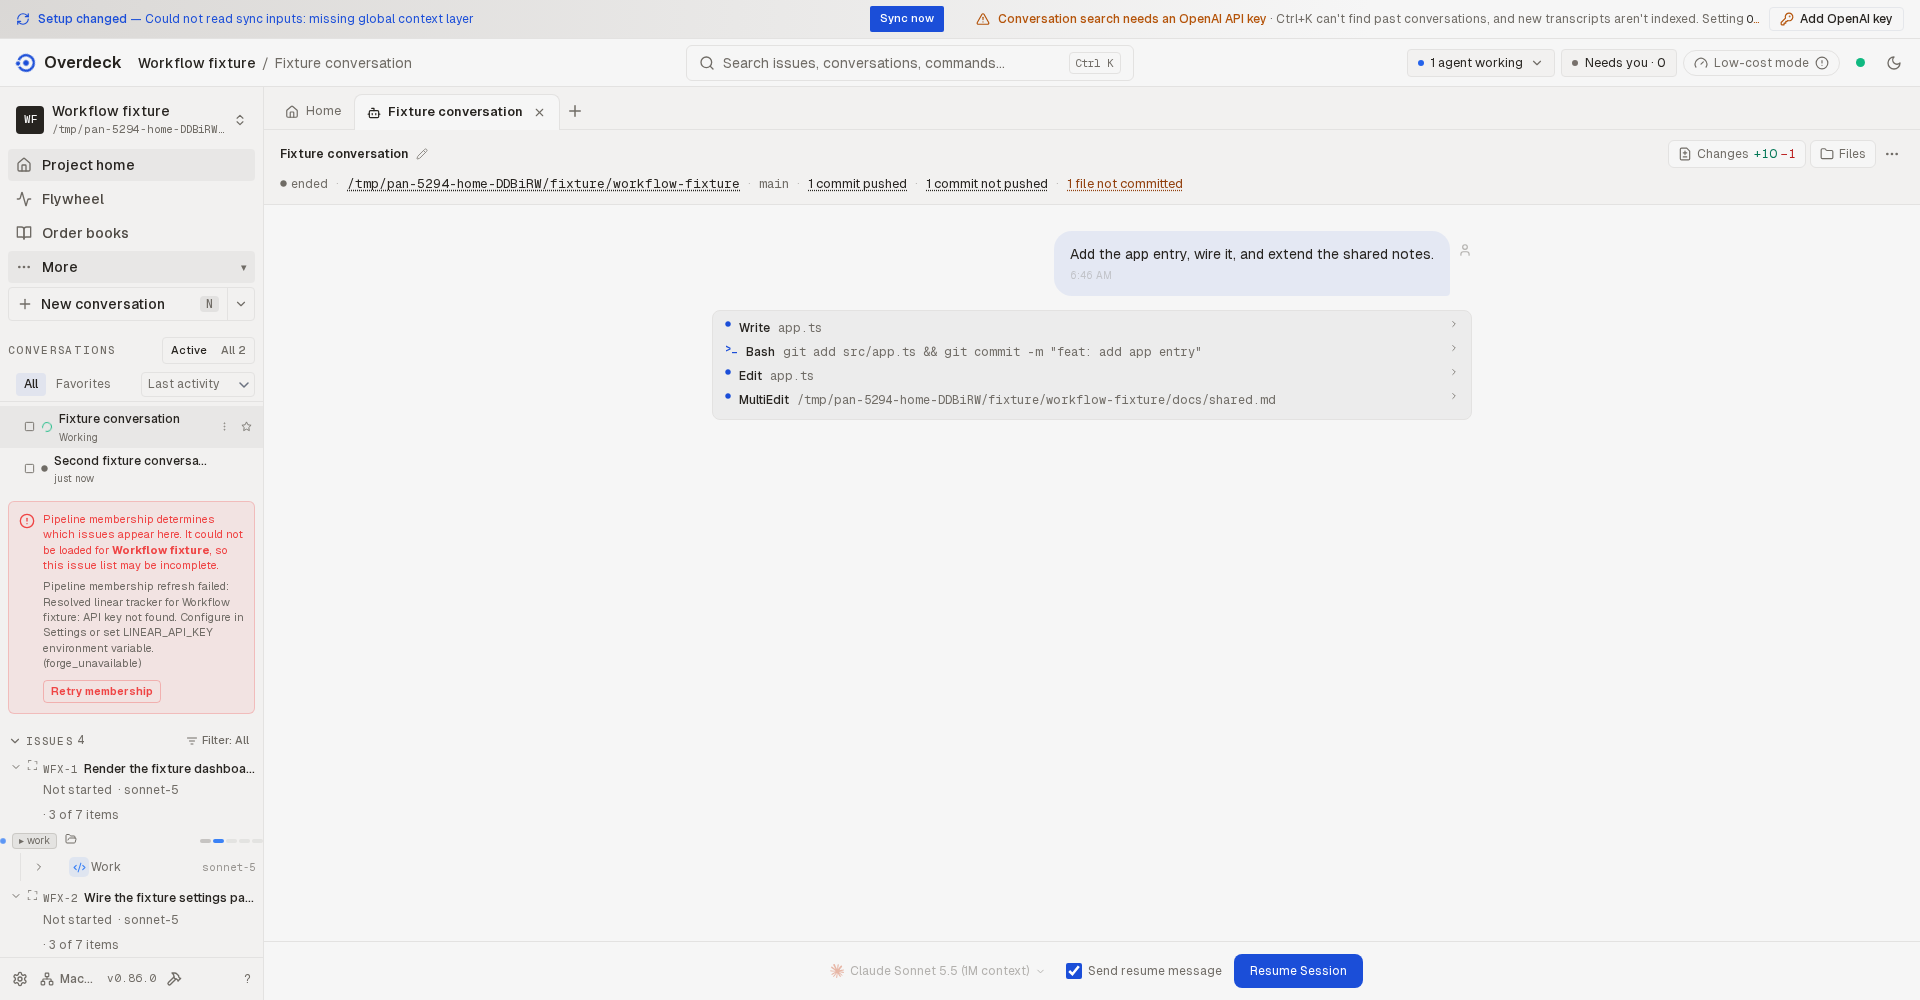 Setup changed — Could not read sync inputs: missing global context layer
Sync now
Conversation search needs an OpenAI API key · Ctrl+K can't find past conversations, and new transcripts aren't indexed. Setting o…
Add OpenAI key
Overdeck
Workflow fixture / Fixture conversation
Search issues, conversations, commands...
Ctrl K
1 agent working
Needs you · 0
Low-cost mode
WF
Workflow fixture
/tmp/pan-5294-home-DDBiRW…
Project home
Flywheel
Order books
More
New conversation
N
CONVERSATIONS
Active
All 2
All
Favorites
Last activity
Fixture conversation
Working
Second fixture conversa…
just now
Pipeline membership determines
which issues appear here. It could not
be loaded for Workflow fixture, so
this issue list may be incomplete.
Pipeline membership refresh failed:
Resolved linear tracker for Workflow
fixture: API key not found. Configure in
Settings or set LINEAR_API_KEY
environment variable.
(forge_unavailable)
Retry membership
ISSUES 4
Filter: All
WFX-1 Render the fixture dashboa…
Not started · sonnet-5
· 3 of 7 items
▸ work
Work
sonnet-5
WFX-2 Wire the fixture settings pa…
Not started · sonnet-5
· 3 of 7 items
Mac…
v0.86.0
?
Home
Fixture conversation
Fixture conversation
Changes +10 −1
Files
ended · /tmp/pan-5294-home-DDBiRW/fixture/workflow-fixture · main · 1 commit pushed · 1 commit not pushed · 1 file not committed
Add the app entry, wire it, and extend the shared notes.
6:46 AM
Write app.ts
>_ Bash git add src/app.ts && git commit -m "feat: add app entry"
Edit app.ts
MultiEdit /tmp/pan-5294-home-DDBiRW/fixture/workflow-fixture/docs/shared.md
Claude Sonnet 5.5 (1M context)
Send resume message
Resume Session